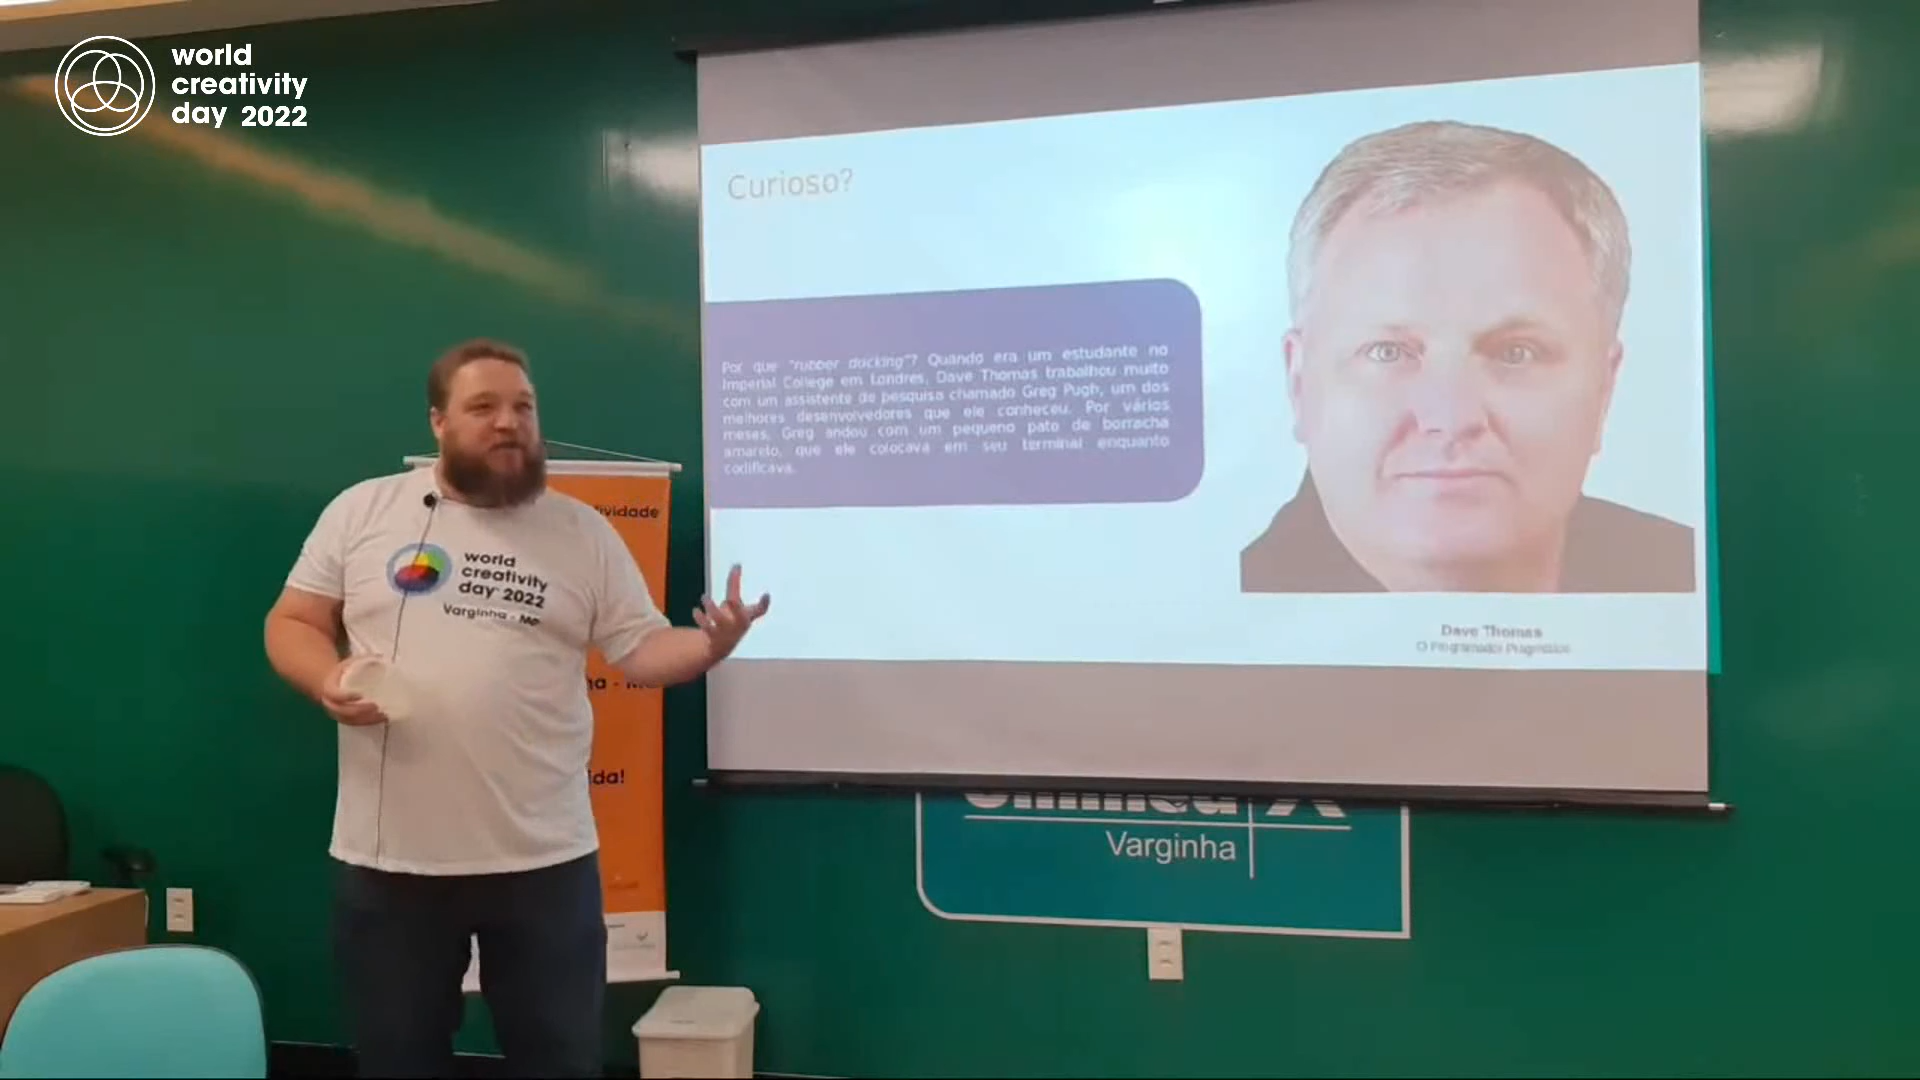 world
creativity
day 2022
Curioso?
Por que "rubber ducking"? Quando era um estudante no
Imperial College em Londres, Dave Thomas trabalhou muito
com um assistente de pesquisa chamado Greg Pugh, um dos
melhores desenvolvedores que ele conheceu. Por vários
meses, Greg andou com um pequeno pato de borracha
amarelo, que ele colocava em seu terminal enquanto
codificava.
Dave Thomas
O Programador Pragmático
world
creativity
day 2022
Varginha - MG
Varginha